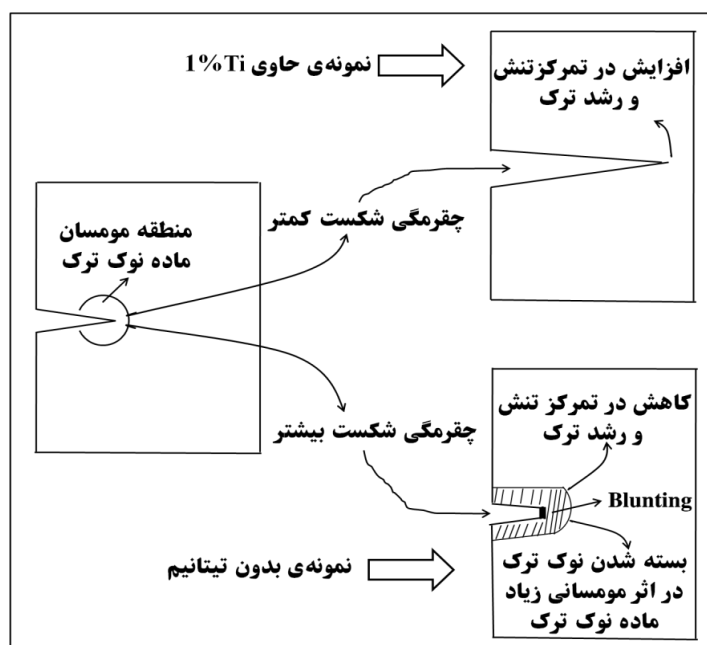 نمونه‌ی حاوی 1%Ti
افزایش در تمرکزتنش
و رشد ترک
چقرمگی شکست کمتر
منطقه مومسان
ماده نوک ترک
چقرمگی شکست بیشتر
کاهش در تمرکز تنش
و رشد ترک
Blunting
بسته شدن نوک ترک
در اثر مومسانی زیاد
ماده نوک ترک
نمونه‌ی بدون تیتانیم